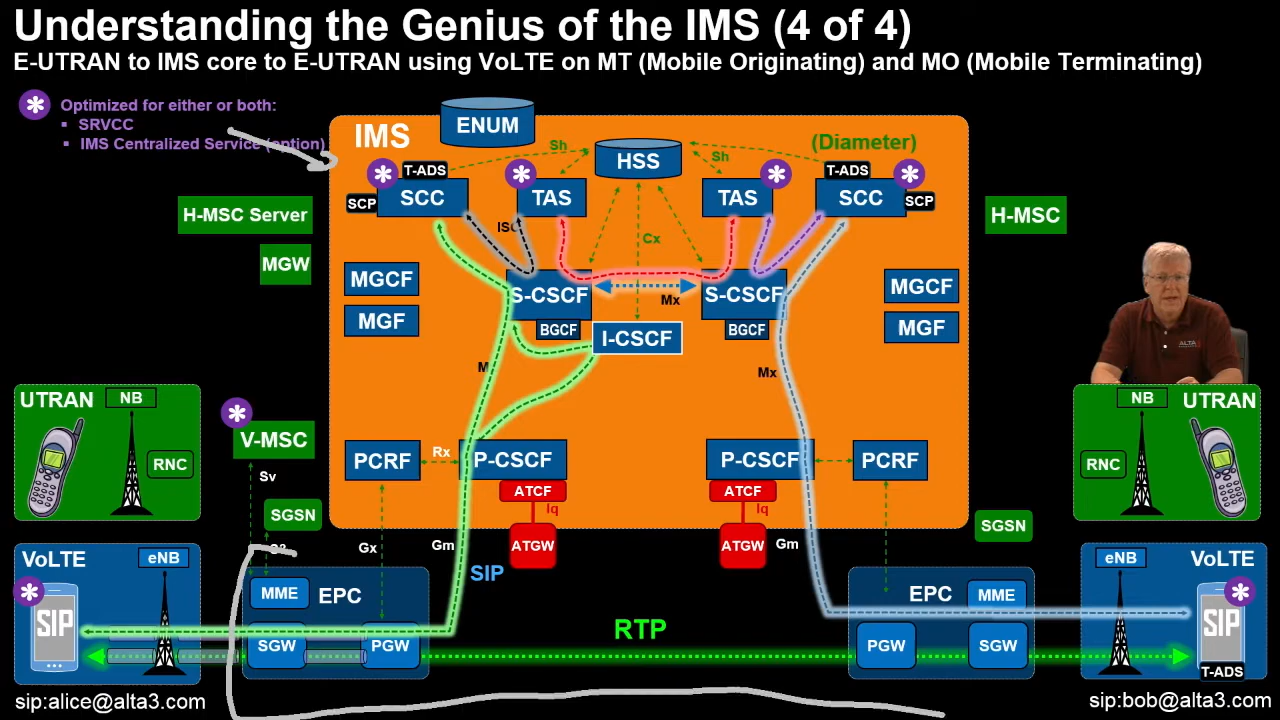 Understanding the Genius of the IMS (4 of 4)
E-UTRAN to IMS core to E-UTRAN using VoLTE on MT (Mobile Originating) and MO (Mobile Terminating)
* Optimized for either or both:
▪ SRVCC
▪ IMS Centralized Service (option)
IMS
ENUM
Sh
HSS
Sh
(Diameter)
* T-ADS
*
*
T-ADS *
SCP
SCC
TAS
TAS
SCC
SCP
H-MSC Server
H-MSC
ISC
Cx
MGW
MGCF
S-CSCF
S-CSCF
MGCF
Mx
MGF
BGCF
I-CSCF
BGCF
MGF
M
Mx
UTRAN
NB
NB
UTRAN
*
V-MSC
PCRF
Rx
P-CSCF
P-CSCF
PCRF
RNC
RNC
Sv
ATCF
ATCF
SGSN
Iq
Iq
SGSN
Gx
Gm
ATGW
ATGW
Gm
VoLTE
eNB
SIP
eNB
VoLTE
*
MME
EPC
EPC
MME
*
SIP
RTP
SIP
SGW
PGW
PGW
SGW
T-ADS
sip:alice@alta3.com
sip:bob@alta3.com
ALTA